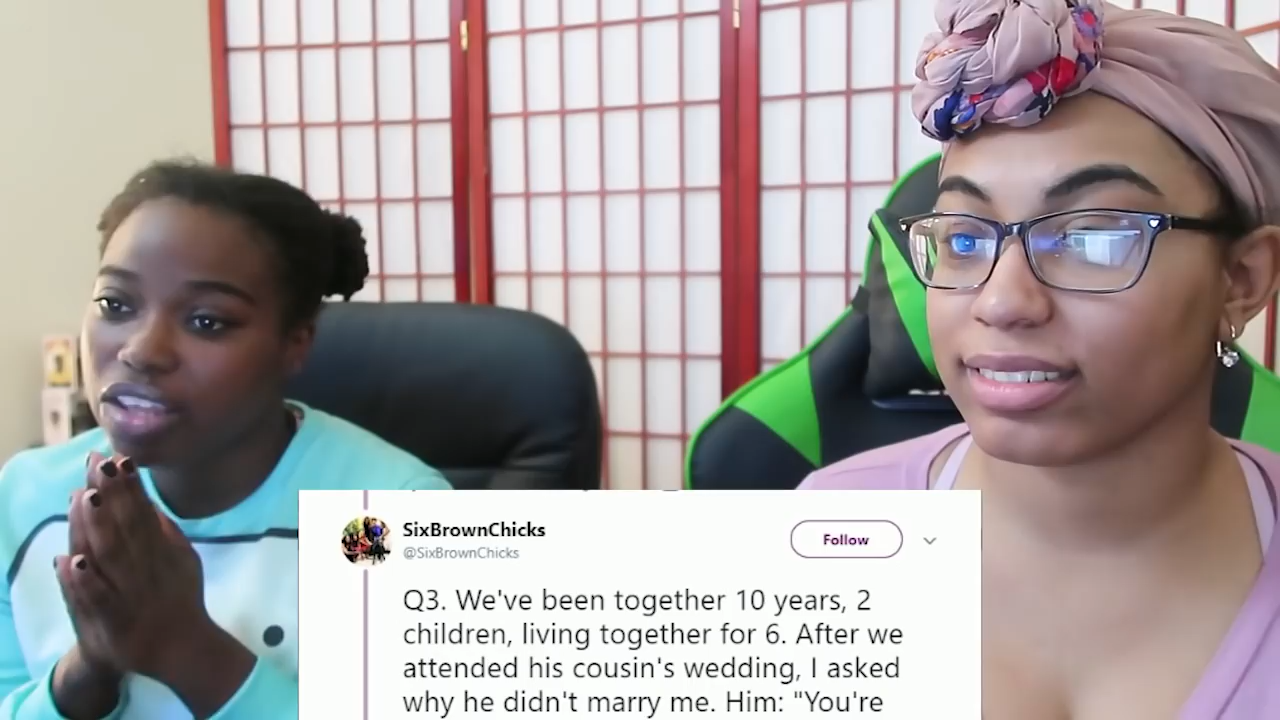 SixBrownChicks
@SixBrownChicks
Follow
Q3. We've been together 10 years, 2
children, living together for 6. After we
attended his cousin's wedding, I asked
why he didn't marry me. Him: "You're